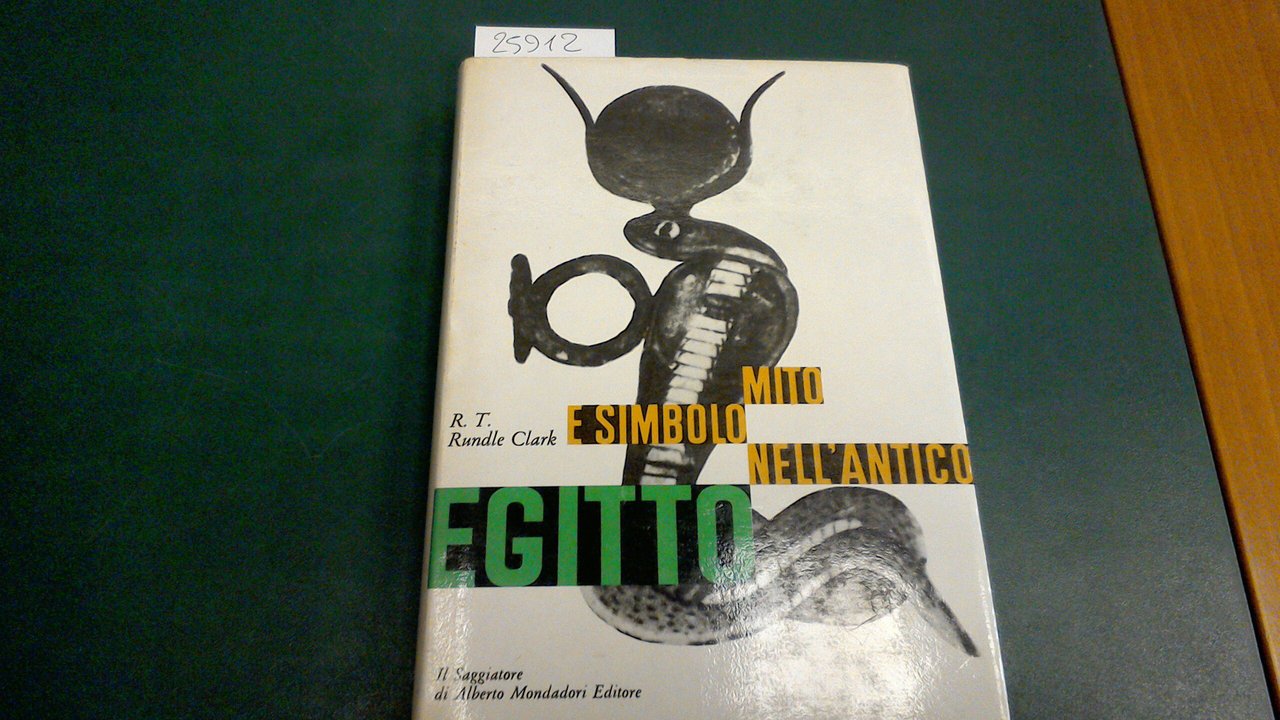 25912
MITO
E SIMBOLO
NELL'ANTICO
EGITTO
R. T.
Rundle Clark
Il Saggiatore
di Alberto Mondadori Editore